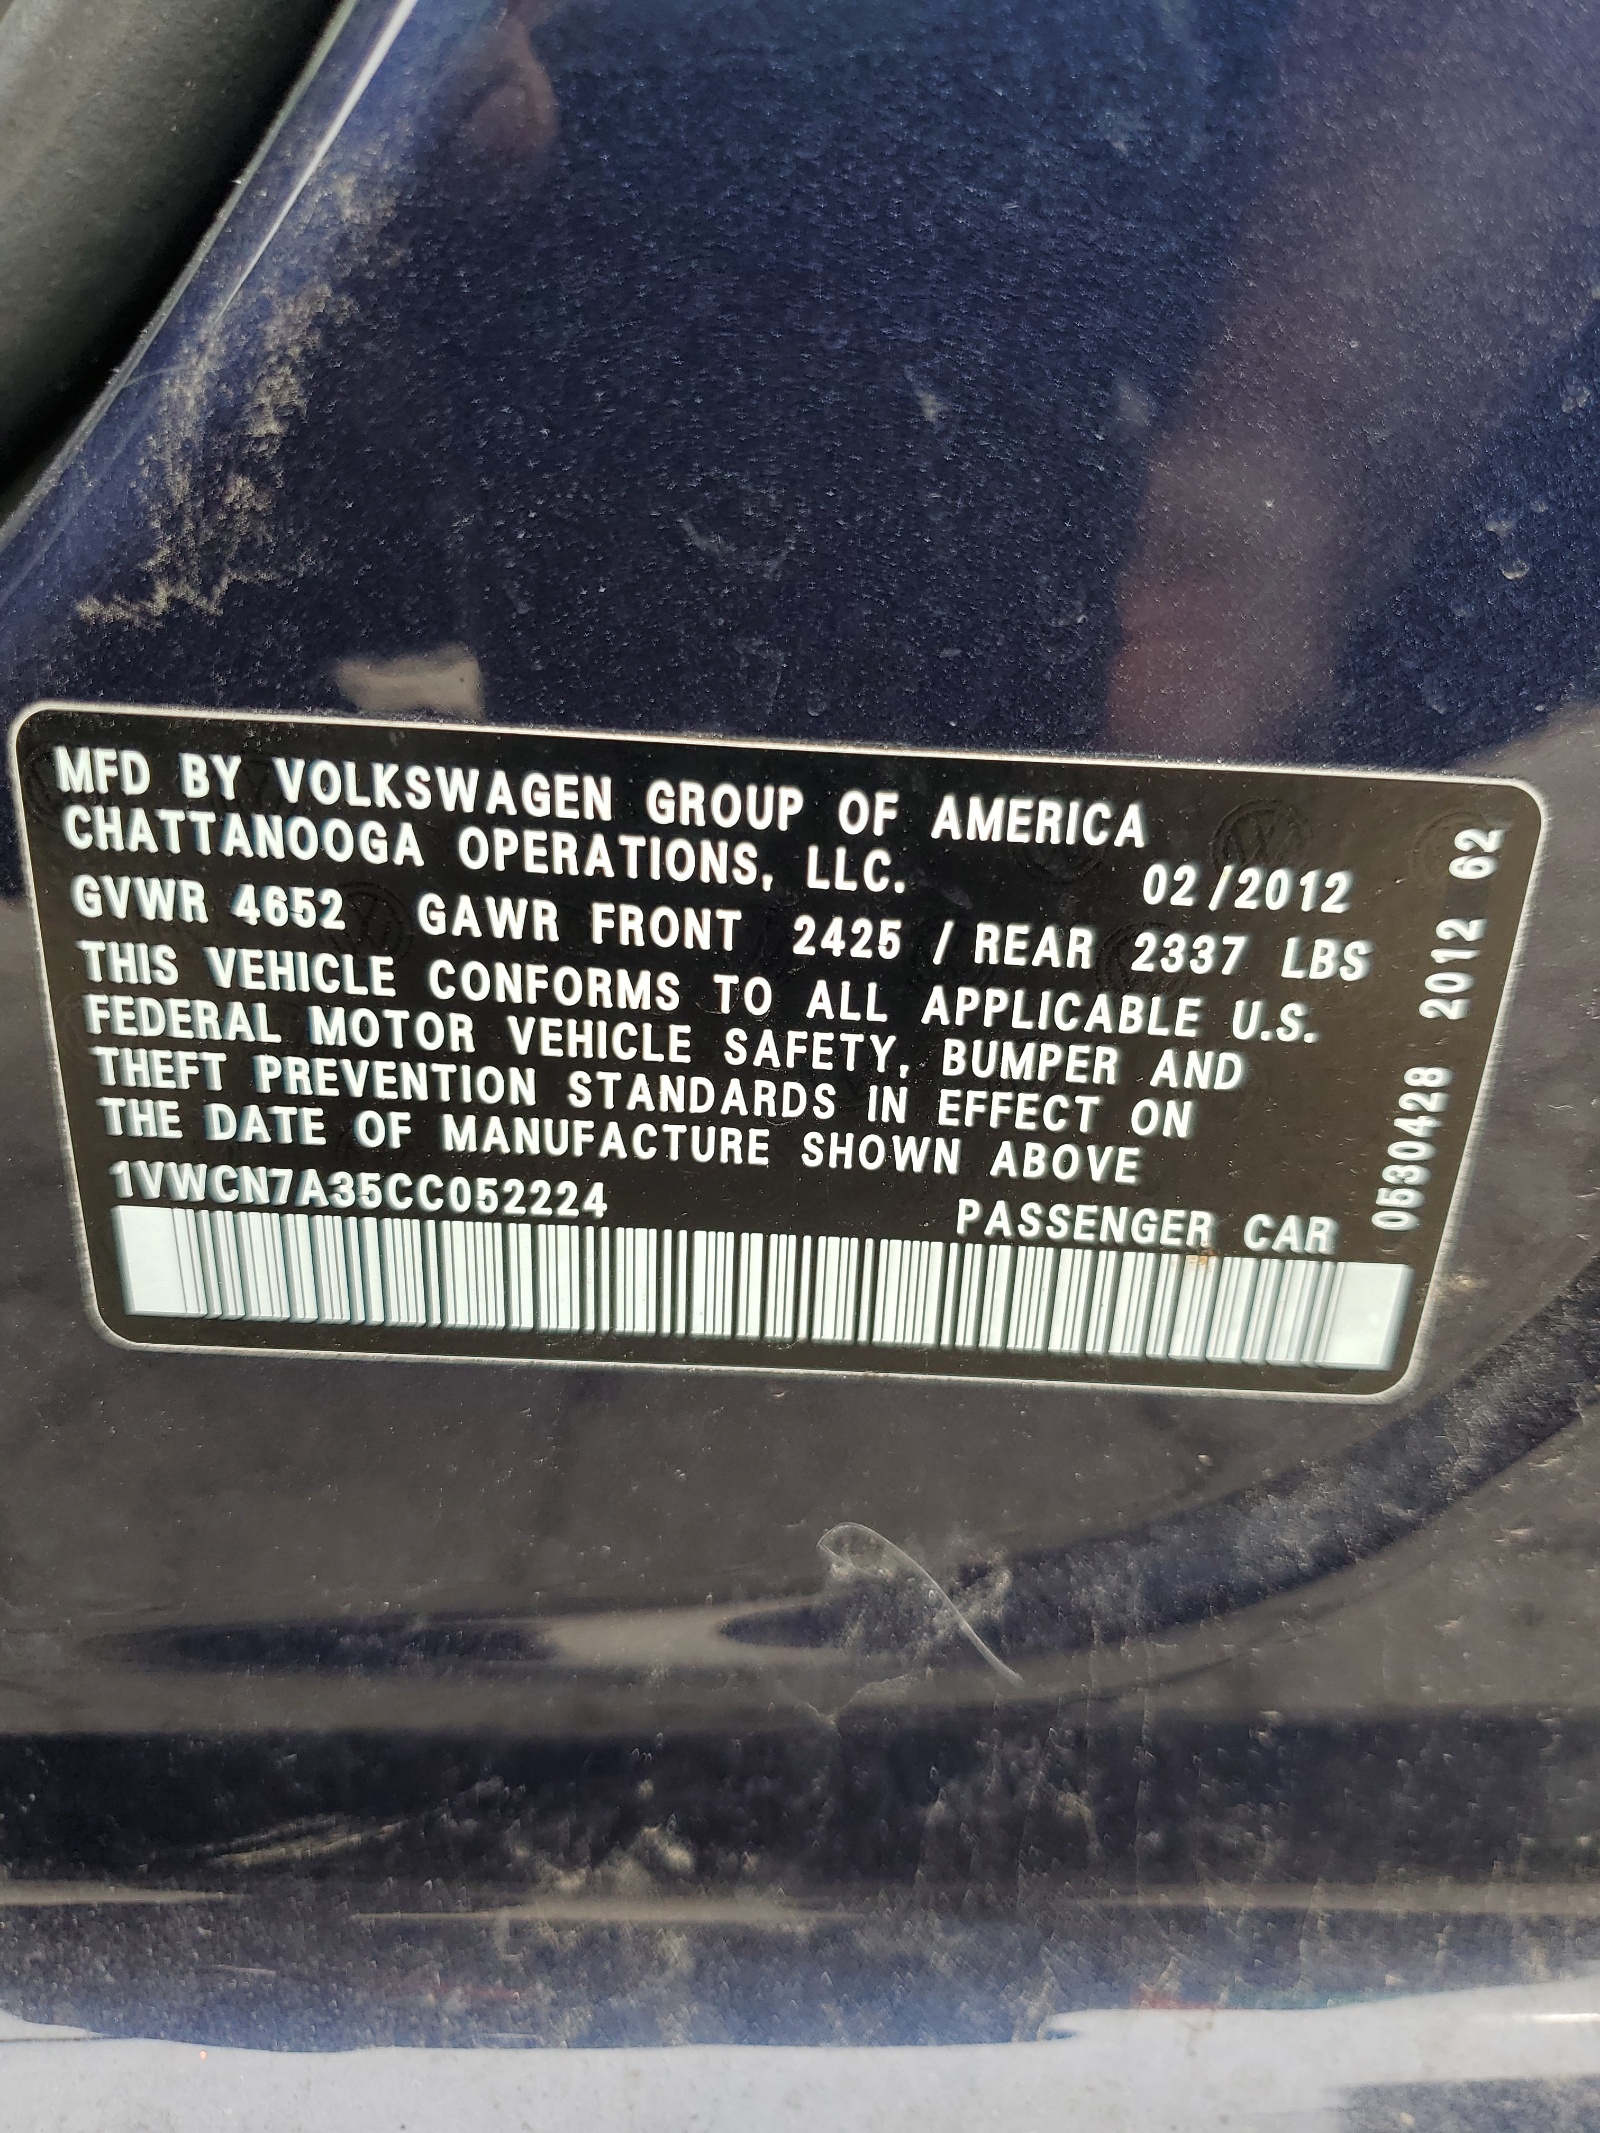 MFD BY VOLKSWAGEN GROUP OF AMERICA
CHATTANOOGA OPERATIONS, LLC. 02/2012
GVWR 4652 GAWR FRONT 2425 / REAR 2337 LBS
THIS VEHICLE CONFORMS TO ALL APPLICABLE U.S.
FEDERAL MOTOR VEHICLE SAFETY, BUMPER AND
THEFT PREVENTION STANDARDS IN EFFECT ON
THE DATE OF MANUFACTURE SHOWN ABOVE
1VWCN7A35CC052224 PASSENGER CAR
0530428 2012 62